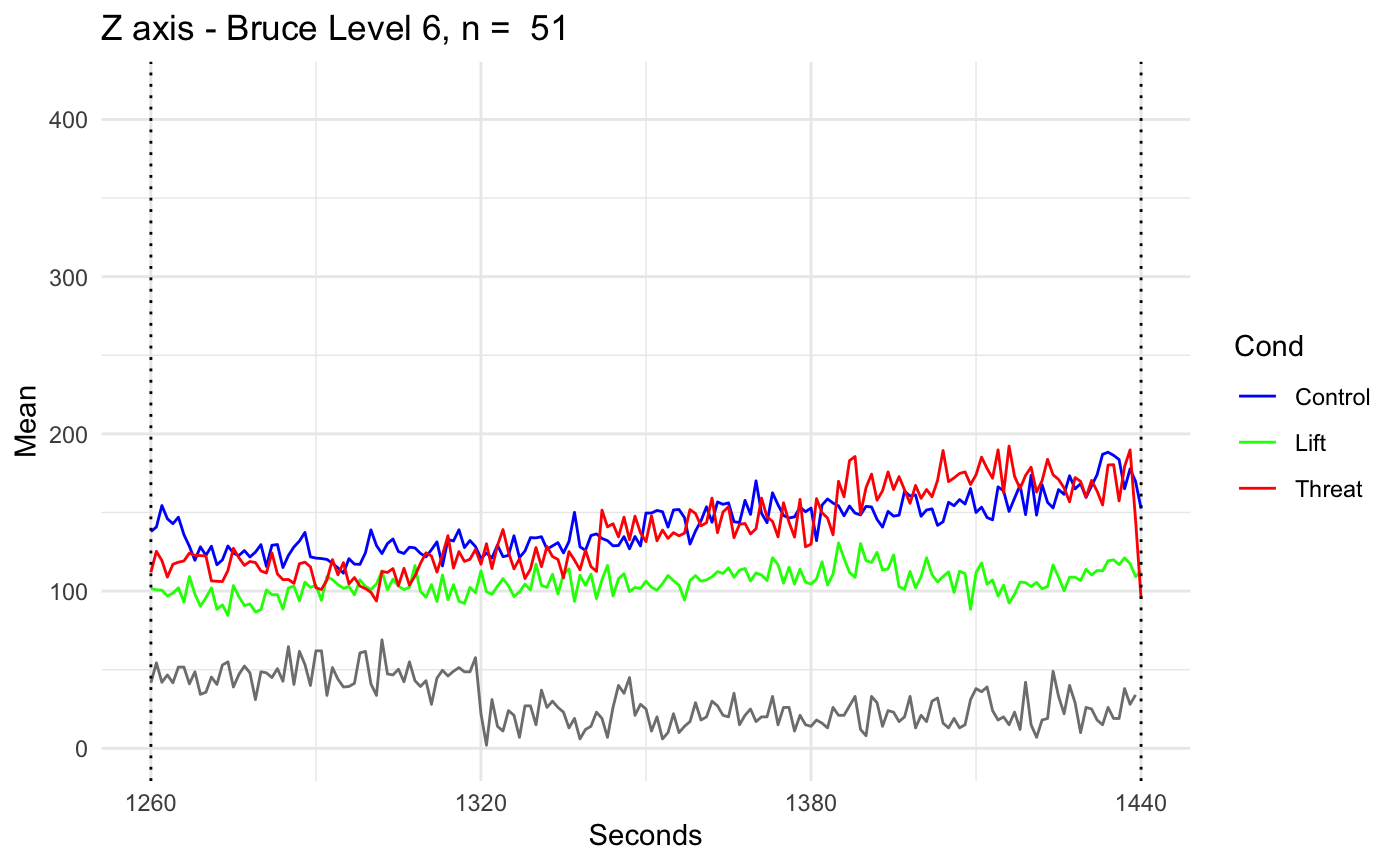 Z axis - Bruce Level 6, n =  51
400
300
200
100
0
Mean
1260
1320
1380
1440
Seconds
Cond
Control
Lift
Threat